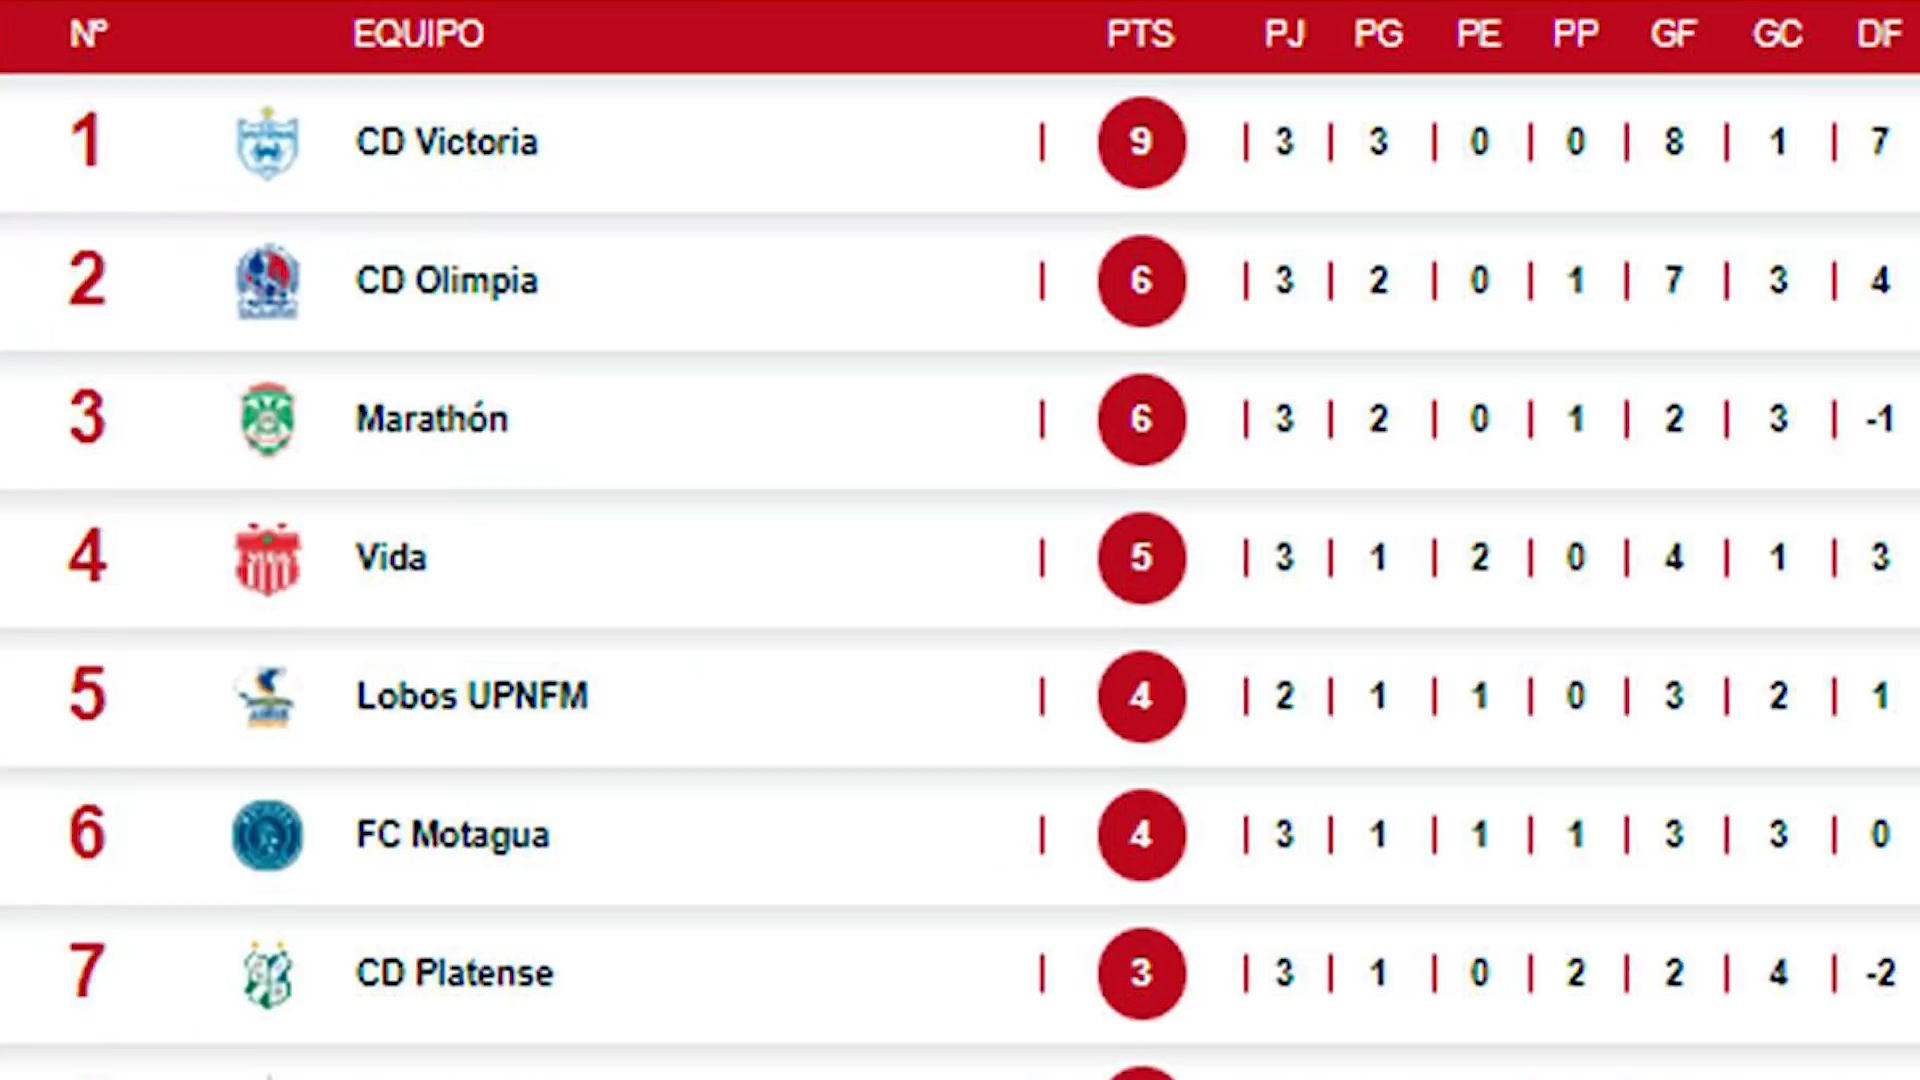 Nº EQUIPO PTS PJ PG PE PP GF GC DF
1 CD Victoria | 9 | 3 | 3 | 0 | 0 | 8 | 1 | 7
2 CD Olimpia | 6 | 3 | 2 | 0 | 1 | 7 | 3 | 4
3 Marathón | 6 | 3 | 2 | 0 | 1 | 2 | 3 | -1
4 Vida | 5 | 3 | 1 | 2 | 0 | 4 | 1 | 3
5 Lobos UPNFM | 4 | 2 | 1 | 1 | 0 | 3 | 2 | 1
6 FC Motagua | 4 | 3 | 1 | 1 | 1 | 3 | 3 | 0
7 CD Platense | 3 | 3 | 1 | 0 | 2 | 2 | 4 | -2